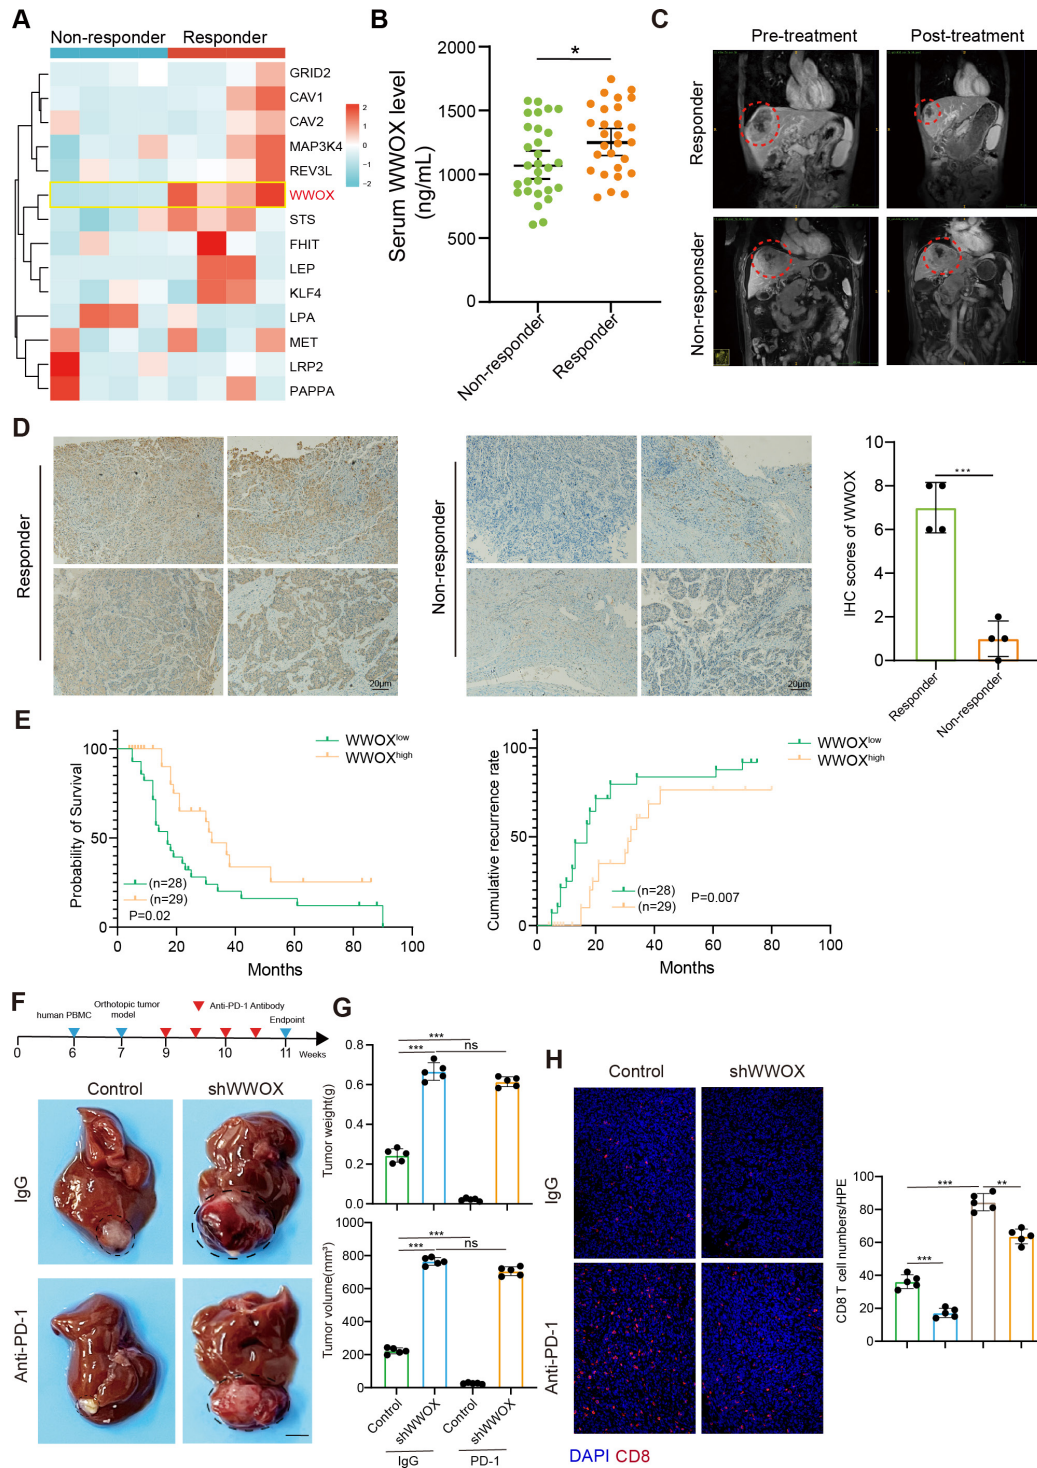 A
Non-responder
Responder
GRID2
CAV1
CAV2
MAP3K4
REV3L
WWOX
STS
FHIT
LEP
KLF4
LPA
MET
LRP2
PAPPA
2
1
0
−1
−2
B
Serum WWOX level
(ng/mL)
2000
1500
1000
500
0
*
Non-responder
Responder
C
Pre-treatment
Post-treatment
Responder
Non-responsder
D
Responder
20μm
Non-responder
20μm
IHC scores of WWOX
10
8
6
4
2
0
***
Responder
Non-responder
E
Probability of Survival
100
50
0
WWOXlow
WWOXhigh
(n=28)
(n=29)
P=0.02
0
20
40
60
80
100
Months
Cumulative recurrence rate
100
50
0
WWOXlow
WWOXhigh
(n=28)
(n=29)
P=0.007
0
20
40
60
80
100
Months
F
human PBMC
Orthotopic tumor
model
Anti-PD-1 Antibody
Endpoint
0
6
7
9
10
11
Weeks
Control
shWWOX
IgG
Anti-PD-1
G
Tumor weight(g)
0.8
0.6
0.4
0.2
0.0
***
***
ns
Tumor volume(mm³)
1000
800
600
400
200
0
***
***
ns
Control
shWWOX
Control
shWWOX
IgG
PD-1
H
Control
shWWOX
IgG
Anti-PD-1
DAPI CD8
CD8 T cell numbers/HPE
100
80
60
40
20
0
***
**
***